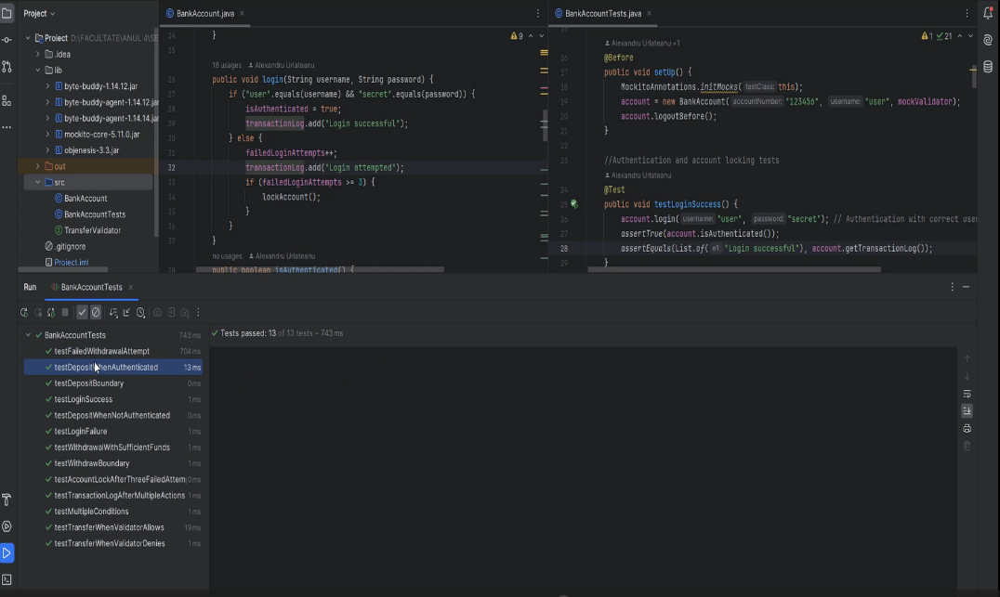 Project
Project D:\FACULTATE\ANUL 4\SE
.idea
lib
byte-buddy-1.14.12.jar
byte-buddy-agent-1.14.12.jar
byte-buddy-agent-1.14.14.jar
mockito-core-5.11.0.jar
objenesis-3.3.jar
out
src
BankAccount
BankAccountTests
TransferValidator
.gitignore
Project.iml
BankAccount.java
9
24 }
25
16 usages Alexandru Urlateanu
26 public void login(String username, String password) {
27 if ("user".equals(username) && "secret".equals(password)) {
28 isAuthenticated = true;
29 transactionLog.add("Login successful");
30 } else {
31 failedLoginAttempts++;
32 transactionLog.add("Login attempted");
33 if (failedLoginAttempts >= 3) {
34 lockAccount();
35 }
36 }
37 }
no usages Alexandru Urlateanu
38 public boolean isAuthenticated() {
BankAccountTests.java
1 21
Alexandru Urlateanu +1
16 @Before
17 public void setUp() {
18 MockitoAnnotations.initMocks( testClass: this);
19 account = new BankAccount( accountNumber: "123456", username: "user", mockValidator);
20 account.logoutBefore();
21 }
22
23 //Authentication and account locking tests
Alexandru Urlateanu
24 @Test
25 public void testLoginSuccess() {
26 account.login( username: "user", password: "secret"); // Authentication with correct use
27 assertTrue(account.isAuthenticated());
28 assertEquals(List.of( e1: "Login successful"), account.getTransactionLog());
29 }
Run BankAccountTests
BankAccountTests 743 ms
testFailedWithdrawalAttempt 704 ms
testDepositWhenAuthenticated 13 ms
testDepositBoundary 0 ms
testLoginSuccess 1 ms
testDepositWhenNotAuthenticated 0 ms
testLoginFailure 1 ms
testWithdrawalWithSufficientFunds 1 ms
testWithdrawBoundary 1 ms
testAccountLockAfterThreeFailedAttem 0 ms
testTransactionLogAfterMultipleActions 1 ms
testMultipleConditions 1 ms
testTransferWhenValidatorAllows 19 ms
testTransferWhenValidatorDenies 1 ms
Tests passed: 13 of 13 tests – 743 ms